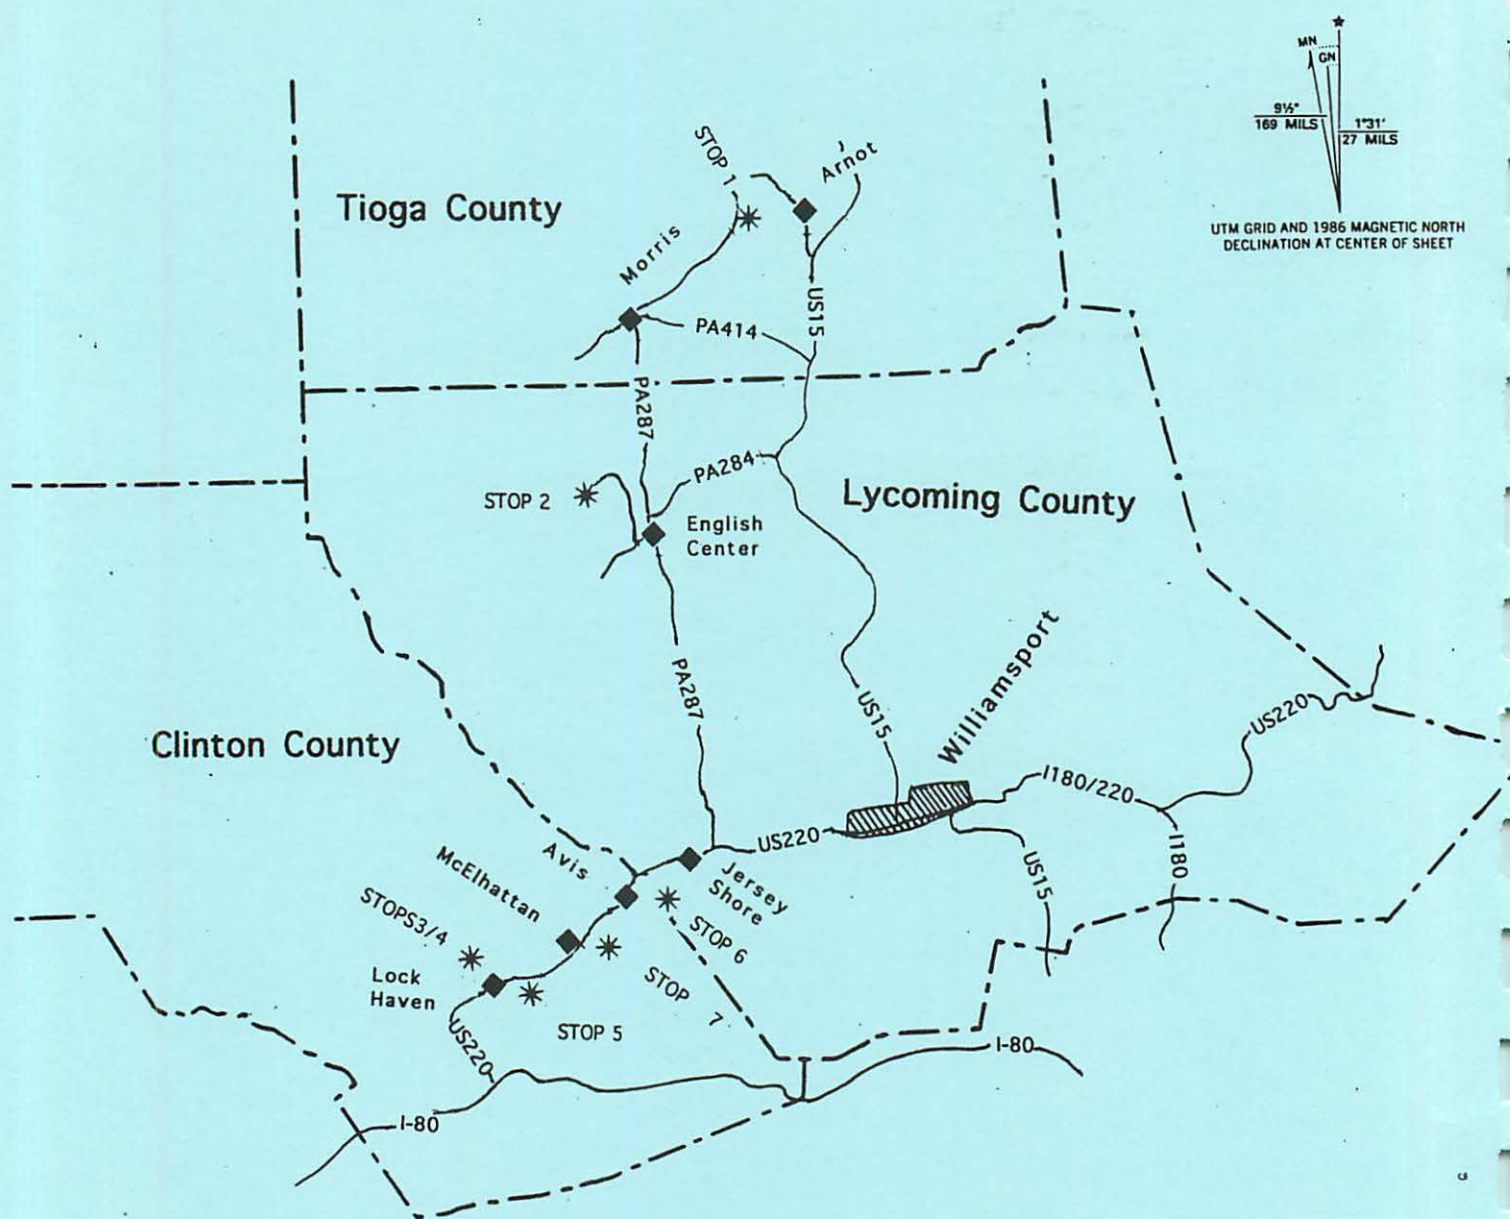 MN
GN
9½°
169 MILS
1°31'
27 MILS
UTM GRID AND 1986 MAGNETIC NORTH
DECLINATION AT CENTER OF SHEET
STOP 1
Arnot
Tioga County
Morris
US15
PA414
PA287
PA284
STOP 2
Lycoming County
English
Center
Williamsport
PA287
US15
US220
Clinton County
I180/220
US220
Avis
McElhattan
Jersey
Shore
US15
I180
STOPS3/4
STOP 6
Lock
Haven
STOP
7
STOP 5
US220
I-80
I-80
3